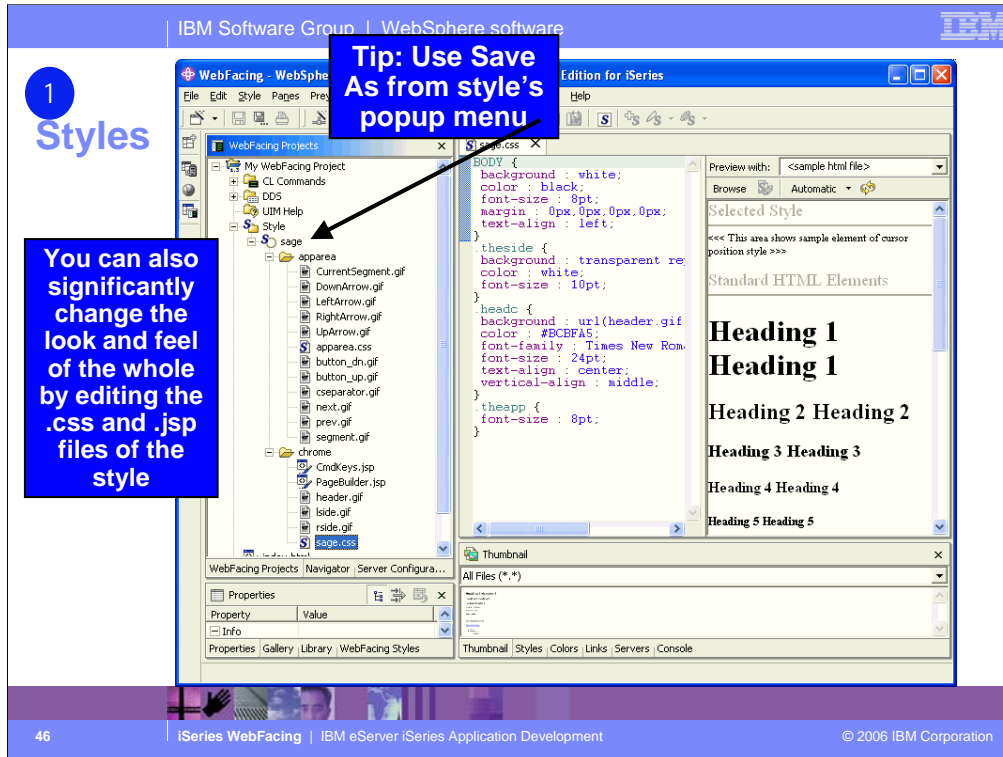 IBM Software Group | WebSphere software
IBM
1
Styles
Tip: Use Save
As from style's
popup menu
You can also
significantly
change the
look and feel
of the whole
by editing the
.css and .jsp
files of the
style
WebFacing - WebSphe
Edition for iSeries
File Edit Style Pages Prev
Help
WebFacing Projects
My WebFacing Project
CL Commands
DDS
UIM Help
Style
sage
apparea
CurrentSegment.gif
DownArrow.gif
LeftArrow.gif
RightArrow.gif
UpArrow.gif
apparea.css
button_dn.gif
button_up.gif
cseparator.gif
next.gif
prev.gif
segment.gif
chrome
CmdKeys.jsp
PageBuilder.jsp
header.gif
lside.gif
rside.gif
sage.css
WebFacing Projects Navigator Server Configura...
Properties
Property Value
Info
Properties Gallery Library WebFacing Styles
sage.css
BODY {
background : white;
color : black;
font-size : 8pt;
margin : 0px,0px,0px,0px;
text-align : left;
}
.theside {
background : transparent re
color : white;
font-size : 10pt;
}
.headc {
background : url(header.gif
color : #BCBFA5;
font-family : Times New Rom
font-size : 24pt;
text-align : center;
vertical-align : middle;
}
.theapp {
font-size : 8pt;
}
Preview with: <sample html file>
Browse Automatic
Selected Style
<<< This area shows sample element of cursor
position style >>>
Standard HTML Elements
Heading 1
Heading 1
Heading 2 Heading 2
Heading 3 Heading 3
Heading 4 Heading 4
Heading 5 Heading 5
Thumbnail
All Files (*.*)
Thumbnail Styles Colors Links Servers Console
46
iSeries WebFacing | IBM eServer iSeries Application Development
© 2006 IBM Corporation